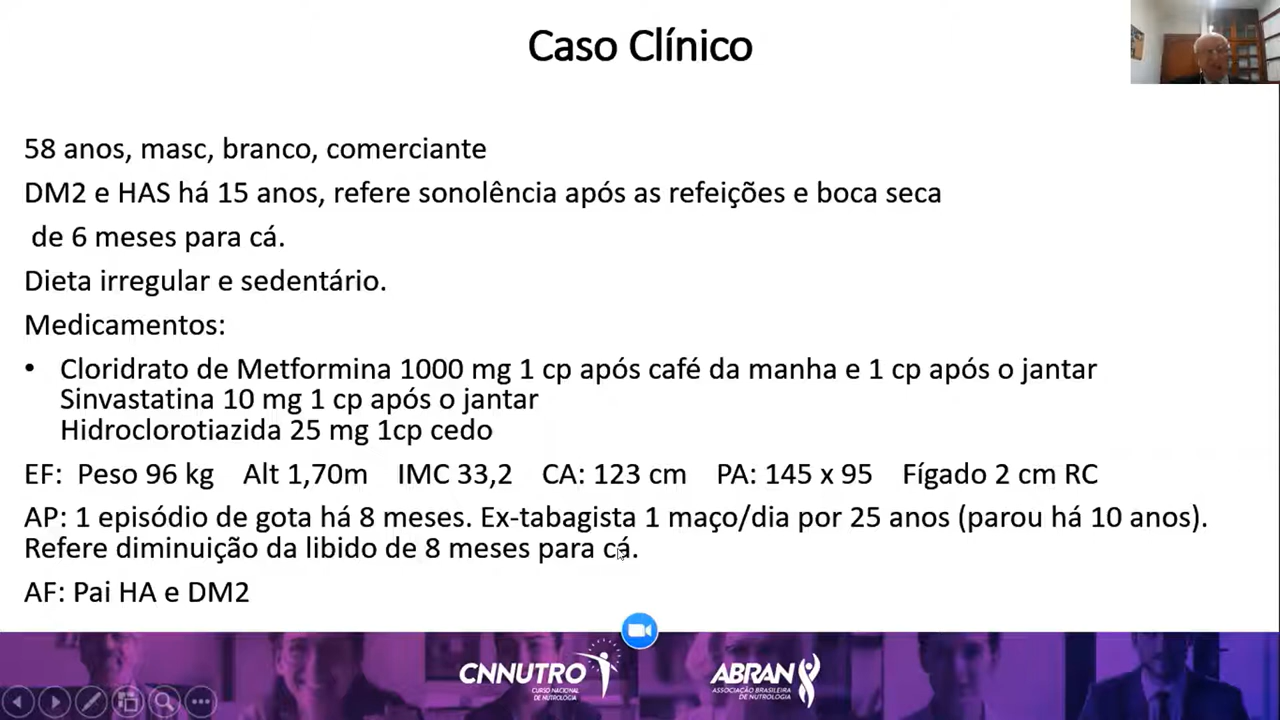 Caso Clínico
58 anos, masc, branco, comerciante
DM2 e HAS há 15 anos, refere sonolência após as refeições e boca seca
de 6 meses para cá.
Dieta irregular e sedentário.
Medicamentos:
• Cloridrato de Metformina 1000 mg 1 cp após café da manha e 1 cp após o jantar
Sinvastatina 10 mg 1 cp após o jantar
Hidroclorotiazida 25 mg 1cp cedo
EF: Peso 96 kg Alt 1,70m IMC 33,2 CA: 123 cm PA: 145 x 95 Fígado 2 cm RC
AP: 1 episódio de gota há 8 meses. Ex-tabagista 1 maço/dia por 25 anos (parou há 10 anos).
Refere diminuição da libido de 8 meses para cá.
AF: Pai HA e DM2
CNNUTRO
CURSO NACIONAL
DE NUTROLOGIA
ABRAN
ASSOCIAÇÃO BRASILEIRA
DE NUTROLOGIA